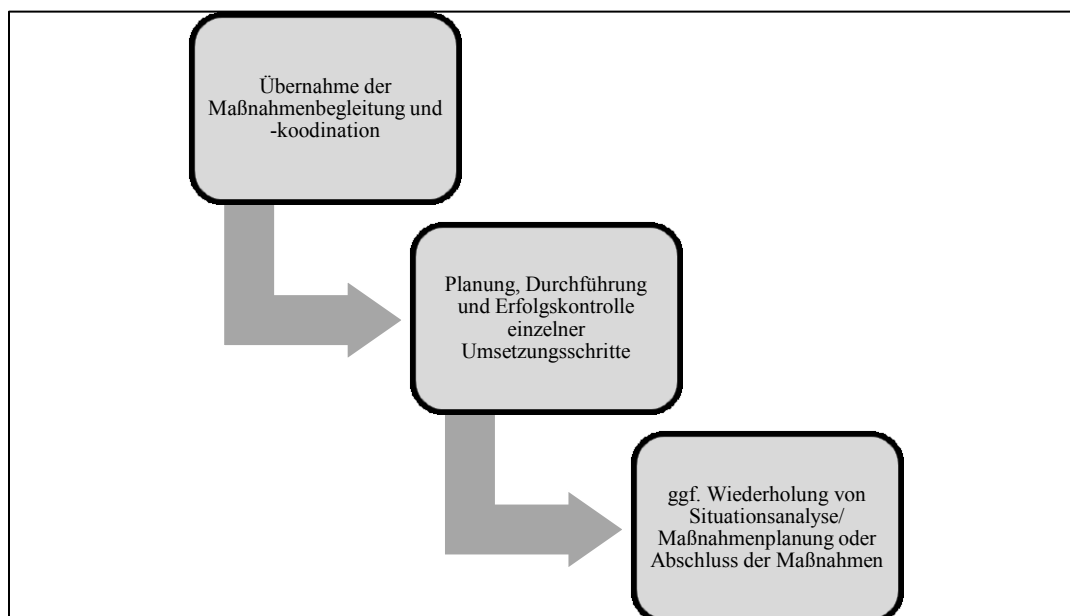 Übernahme der
Maßnahmenbegleitung und
-koodination
Planung, Durchführung
und Erfolgskontrolle
einzelner
Umsetzungsschritte
ggf. Wiederholung von
Situationsanalyse/
Maßnahmenplanung oder
Abschluss der Maßnahmen